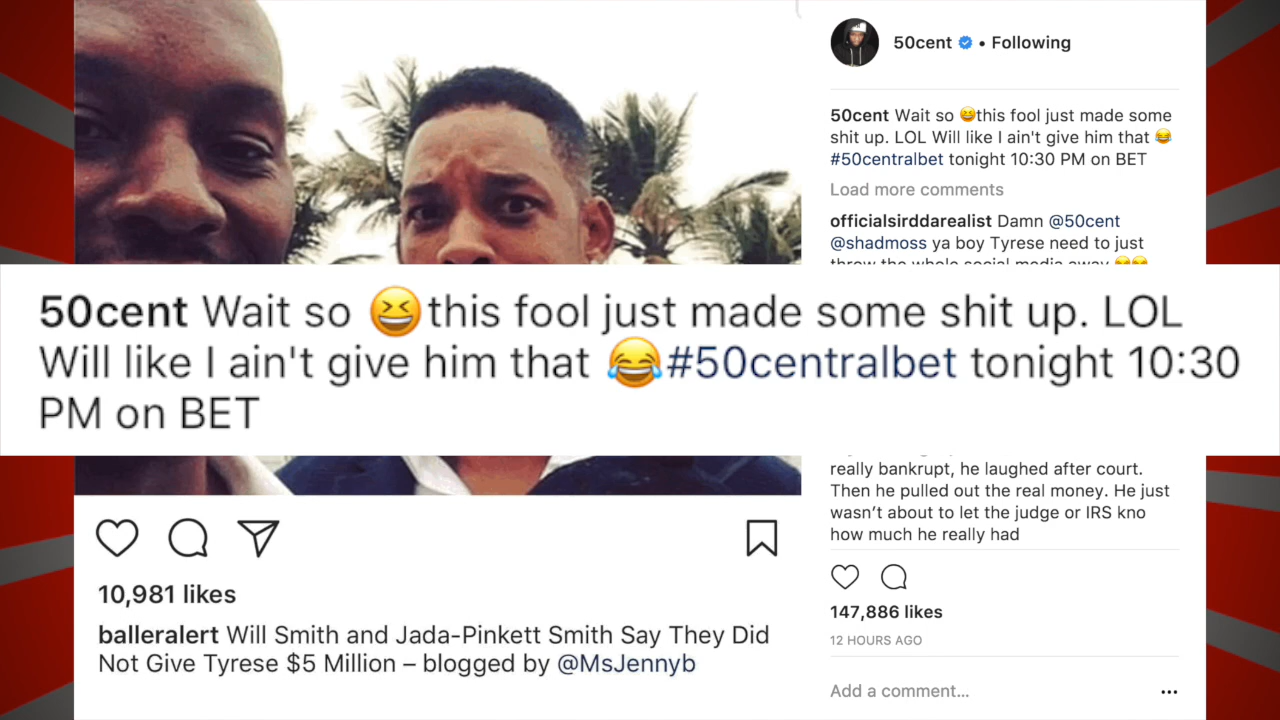 50cent • Following
50cent Wait so 😆this fool just made some
shit up. LOL Will like I ain't give him that 😂
#50centralbet tonight 10:30 PM on BET
Load more comments
officialsirddarealist Damn @50cent
@shadmoss ya boy Tyrese need to just
throw the whole social media away 😂😂
50cent Wait so 😆this fool just made some shit up. LOL
Will like I ain't give him that 😂#50centralbet tonight 10:30
PM on BET
really bankrupt, he laughed after court.
Then he pulled out the real money. He just
wasn't about to let the judge or IRS kno
how much he really had
10,981 likes
balleralert Will Smith and Jada-Pinkett Smith Say They Did
Not Give Tyrese $5 Million – blogged by @MsJennyb
147,886 likes
12 HOURS AGO
Add a comment...